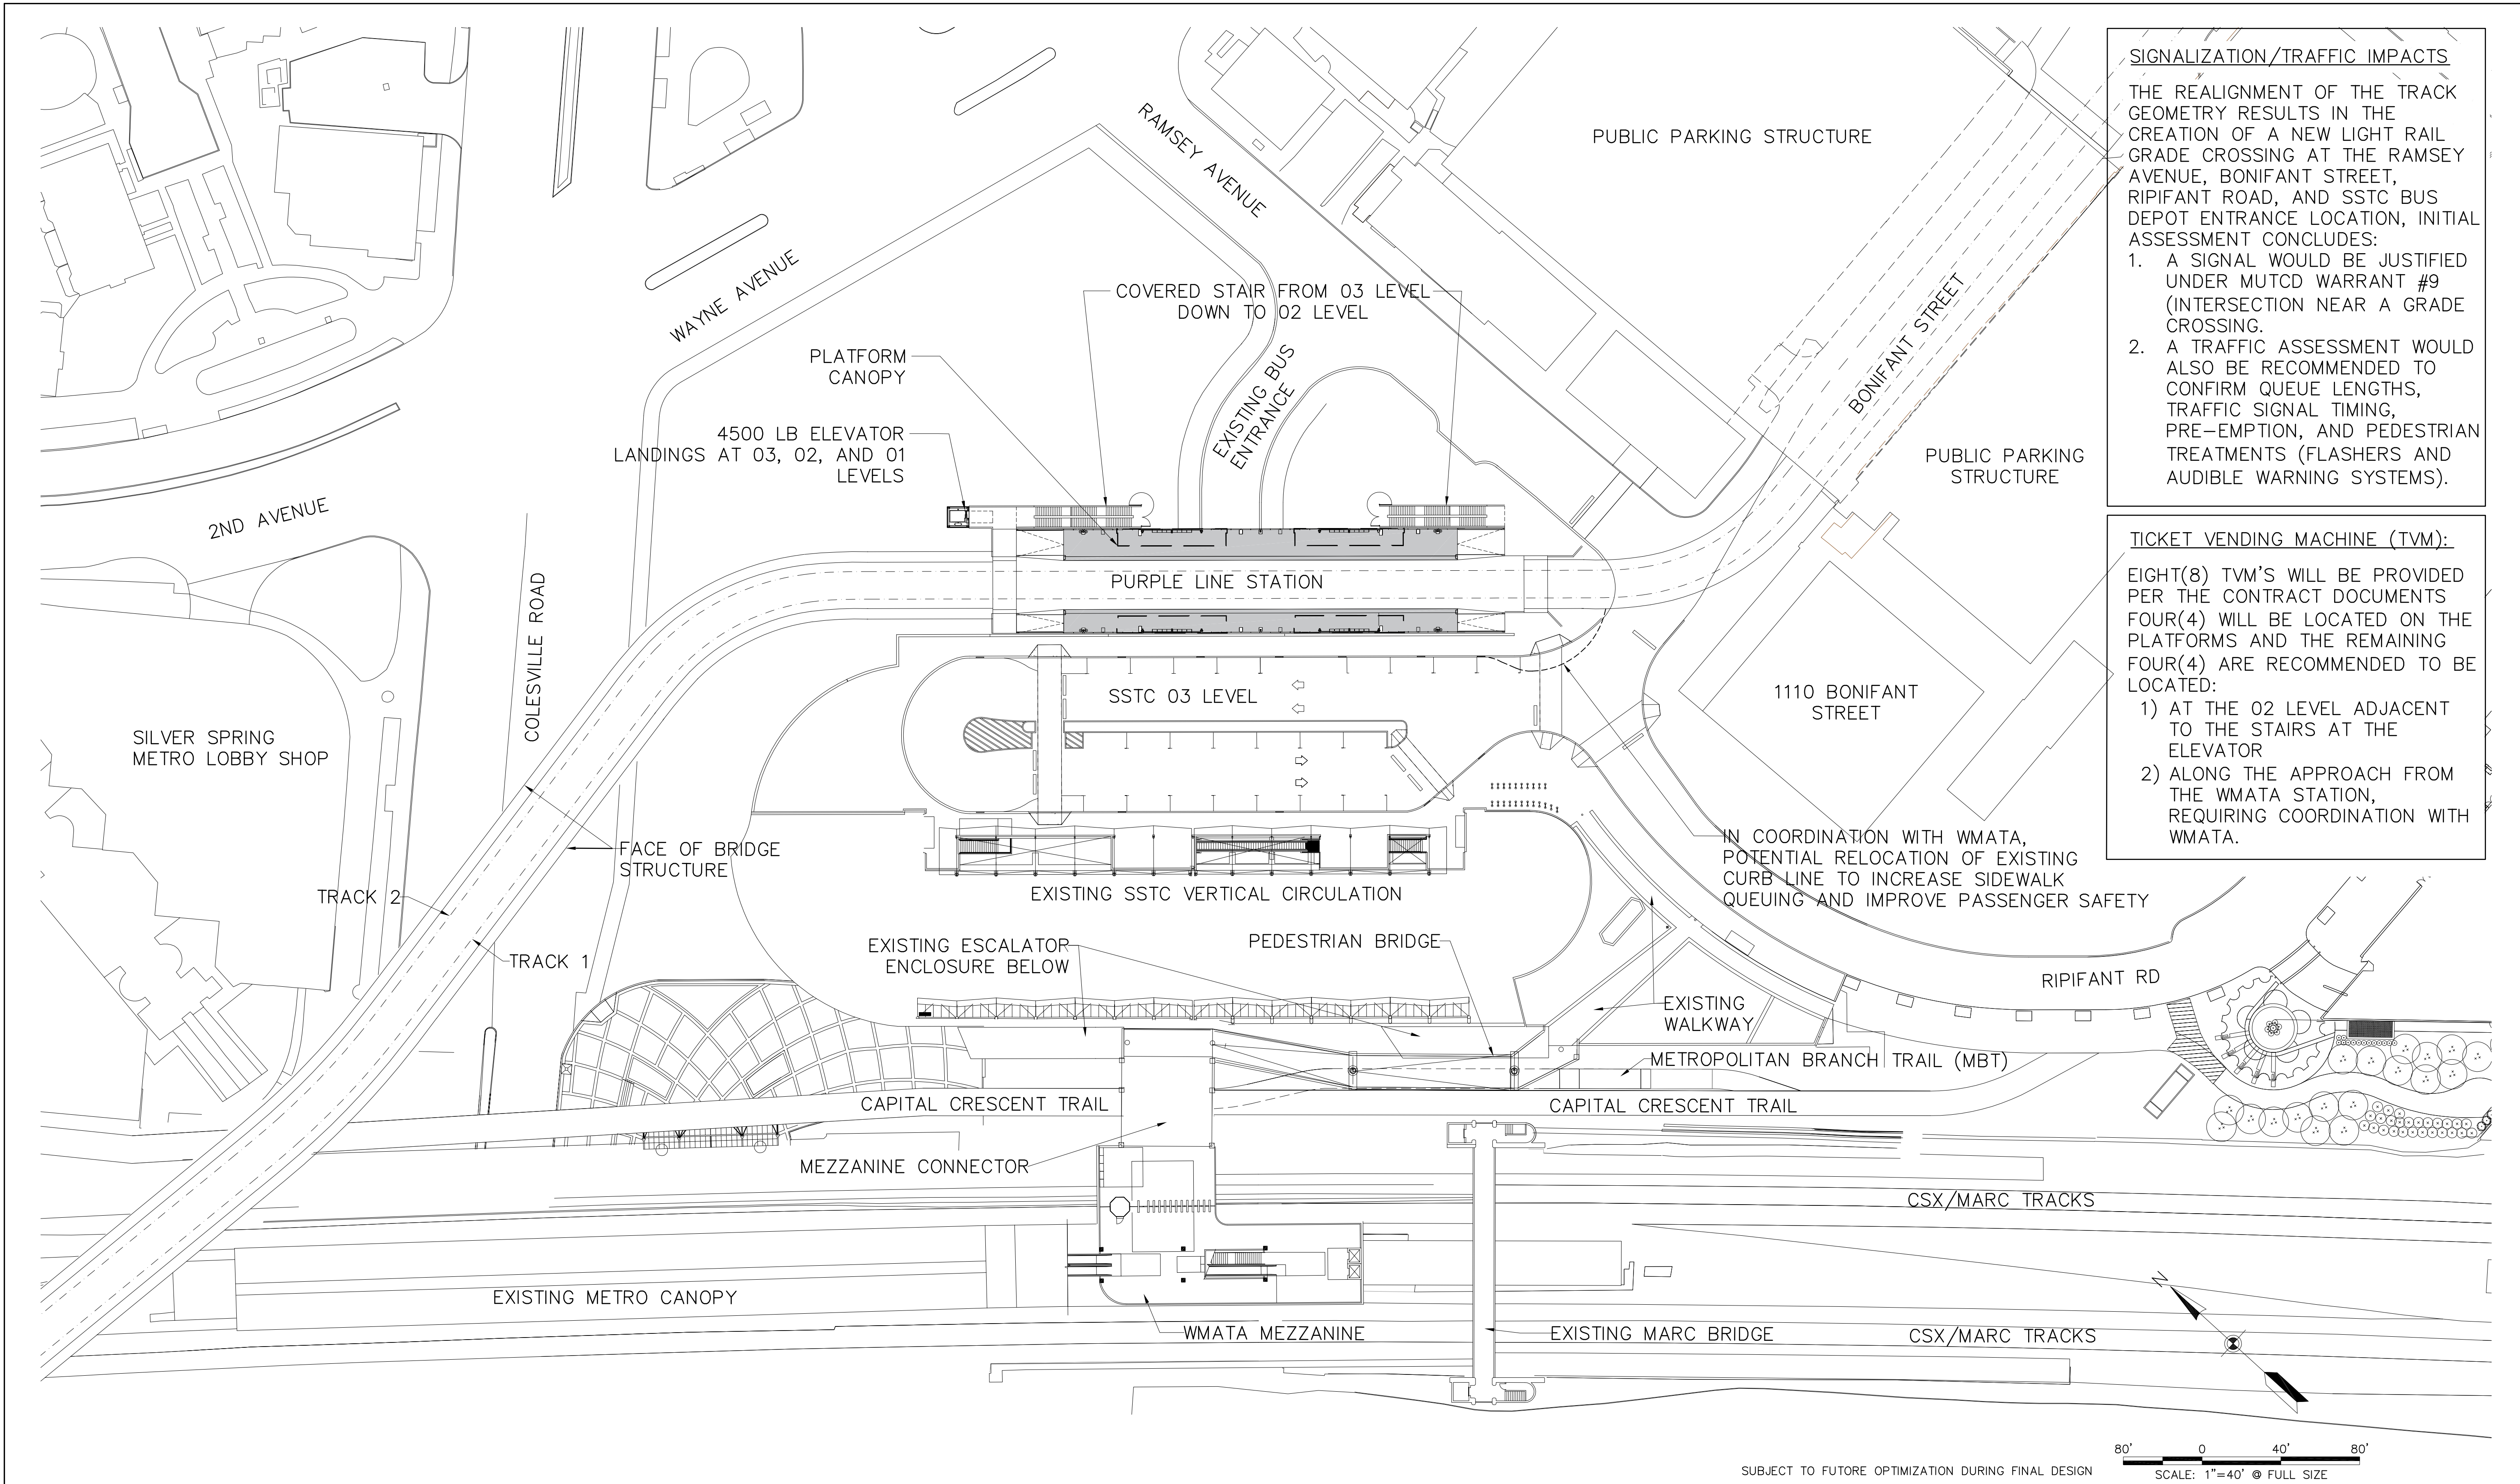 SIGNALIZATION/TRAFFIC IMPACTS
THE REALIGNMENT OF THE TRACK
GEOMETRY RESULTS IN THE
CREATION OF A NEW LIGHT RAIL
GRADE CROSSING AT THE RAMSEY
AVENUE, BONIFANT STREET,
RIPIFANT ROAD, AND SSTC BUS
DEPOT ENTRANCE LOCATION, INITIAL
ASSESSMENT CONCLUDES:
1. A SIGNAL WOULD BE JUSTIFIED
UNDER MUTCD WARRANT #9
(INTERSECTION NEAR A GRADE
CROSSING.
2. A TRAFFIC ASSESSMENT WOULD
ALSO BE RECOMMENDED TO
CONFIRM QUEUE LENGTHS,
TRAFFIC SIGNAL TIMING,
PRE-EMPTION, AND PEDESTRIAN
TREATMENTS (FLASHERS AND
AUDIBLE WARNING SYSTEMS).
TICKET VENDING MACHINE (TVM):
EIGHT(8) TVM'S WILL BE PROVIDED
PER THE CONTRACT DOCUMENTS
FOUR(4) WILL BE LOCATED ON THE
PLATFORMS AND THE REMAINING
FOUR(4) ARE RECOMMENDED TO BE
LOCATED:
1) AT THE 02 LEVEL ADJACENT
TO THE STAIRS AT THE
ELEVATOR
2) ALONG THE APPROACH FROM
THE WMATA STATION,
REQUIRING COORDINATION WITH
WMATA.
RAMSEY AVENUE
PUBLIC PARKING STRUCTURE
WAYNE AVENUE
COVERED STAIR FROM 03 LEVEL
DOWN TO 02 LEVEL
BONIFANT STREET
PLATFORM
CANOPY
EXISTING BUS
ENTRANCE
4500 LB ELEVATOR
LANDINGS AT 03, 02, AND 01
LEVELS
PUBLIC PARKING
STRUCTURE
2ND AVENUE
PURPLE LINE STATION
COLESVILLE ROAD
SSTC 03 LEVEL
1110 BONIFANT
STREET
SILVER SPRING
METRO LOBBY SHOP
FACE OF BRIDGE
STRUCTURE
IN COORDINATION WITH WMATA,
POTENTIAL RELOCATION OF EXISTING
CURB LINE TO INCREASE SIDEWALK
QUEUING AND IMPROVE PASSENGER SAFETY
EXISTING SSTC VERTICAL CIRCULATION
TRACK 2
EXISTING ESCALATOR
ENCLOSURE BELOW
PEDESTRIAN BRIDGE
TRACK 1
RIPIFANT RD
EXISTING
WALKWAY
METROPOLITAN BRANCH TRAIL (MBT)
CAPITAL CRESCENT TRAIL
CAPITAL CRESCENT TRAIL
MEZZANINE CONNECTOR
CSX/MARC TRACKS
EXISTING METRO CANOPY
WMATA MEZZANINE
EXISTING MARC BRIDGE
CSX/MARC TRACKS
N
80' 0 40' 80'
SCALE: 1"=40' @ FULL SIZE
SUBJECT TO FUTORE OPTIMIZATION DURING FINAL DESIGN